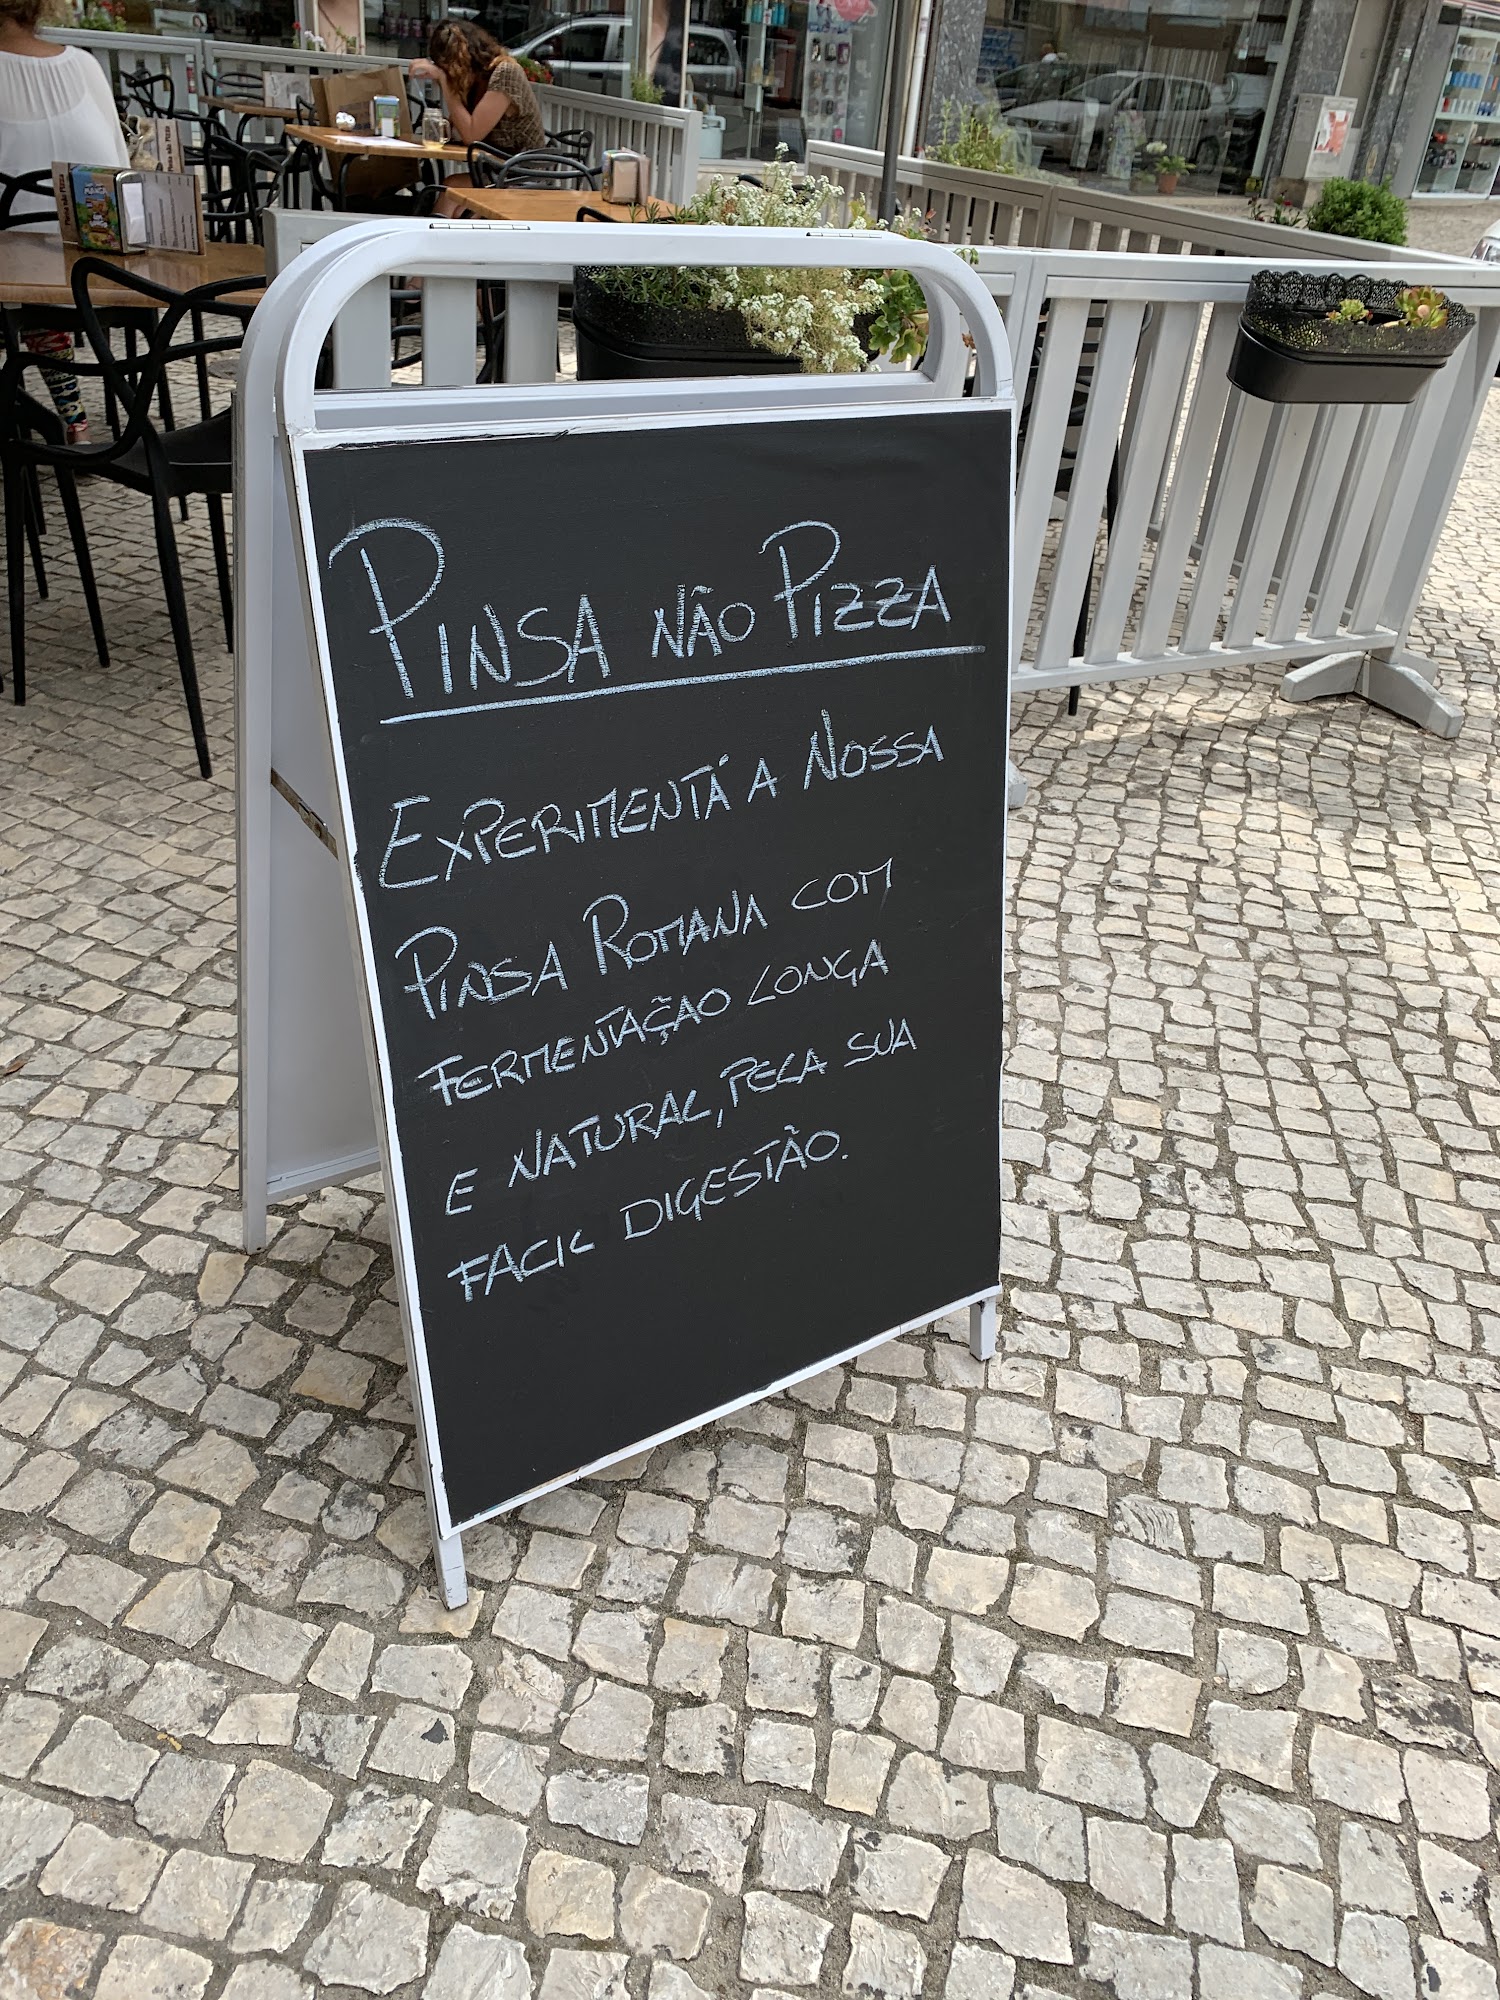 PINSA NÃO PIZZA
EXPERIMENTÁ A NOSSA
PINSA ROMANA COM
FERMENTAÇÃO LONGA
E NATURAL, PELA SUA
FACIL DIGESTÃO.